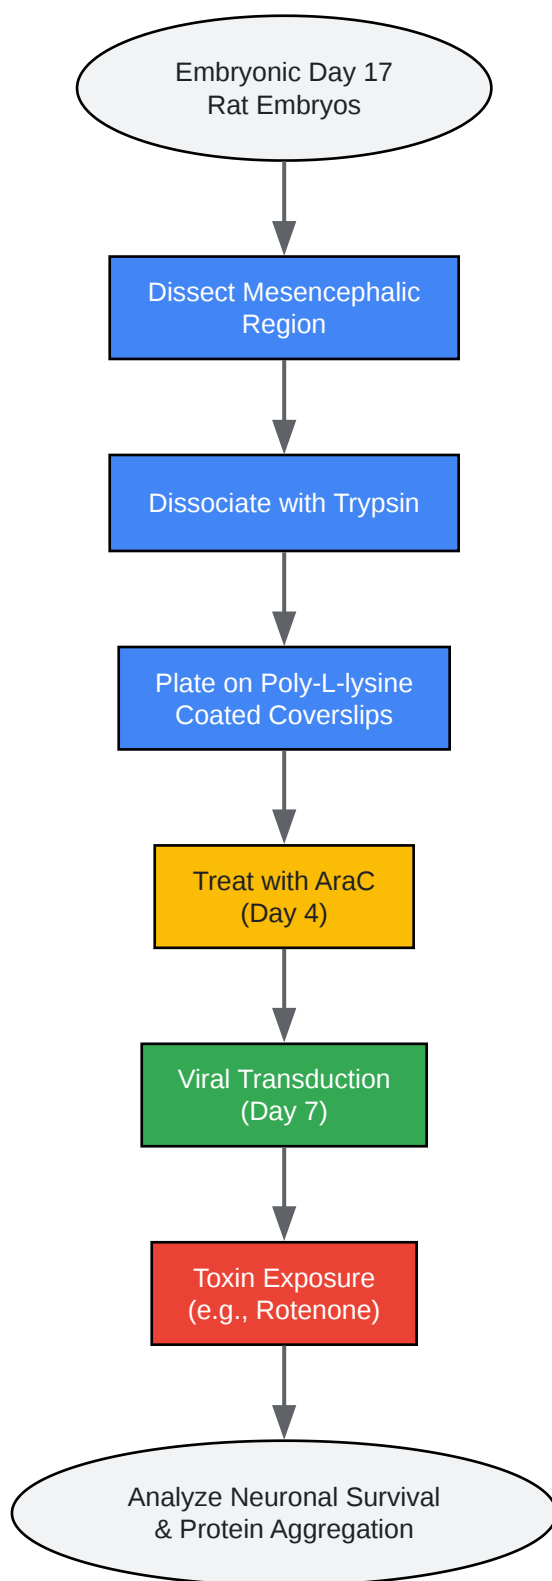 Embryonic Day 17
Rat Embryos
Dissect Mesencephalic
Region
Dissociate with Trypsin
Plate on Poly-L-lysine
Coated Coverslips
Treat with AraC
(Day 4)
Viral Transduction
(Day 7)
Toxin Exposure
(e.g., Rotenone)
Analyze Neuronal Survival
& Protein Aggregation